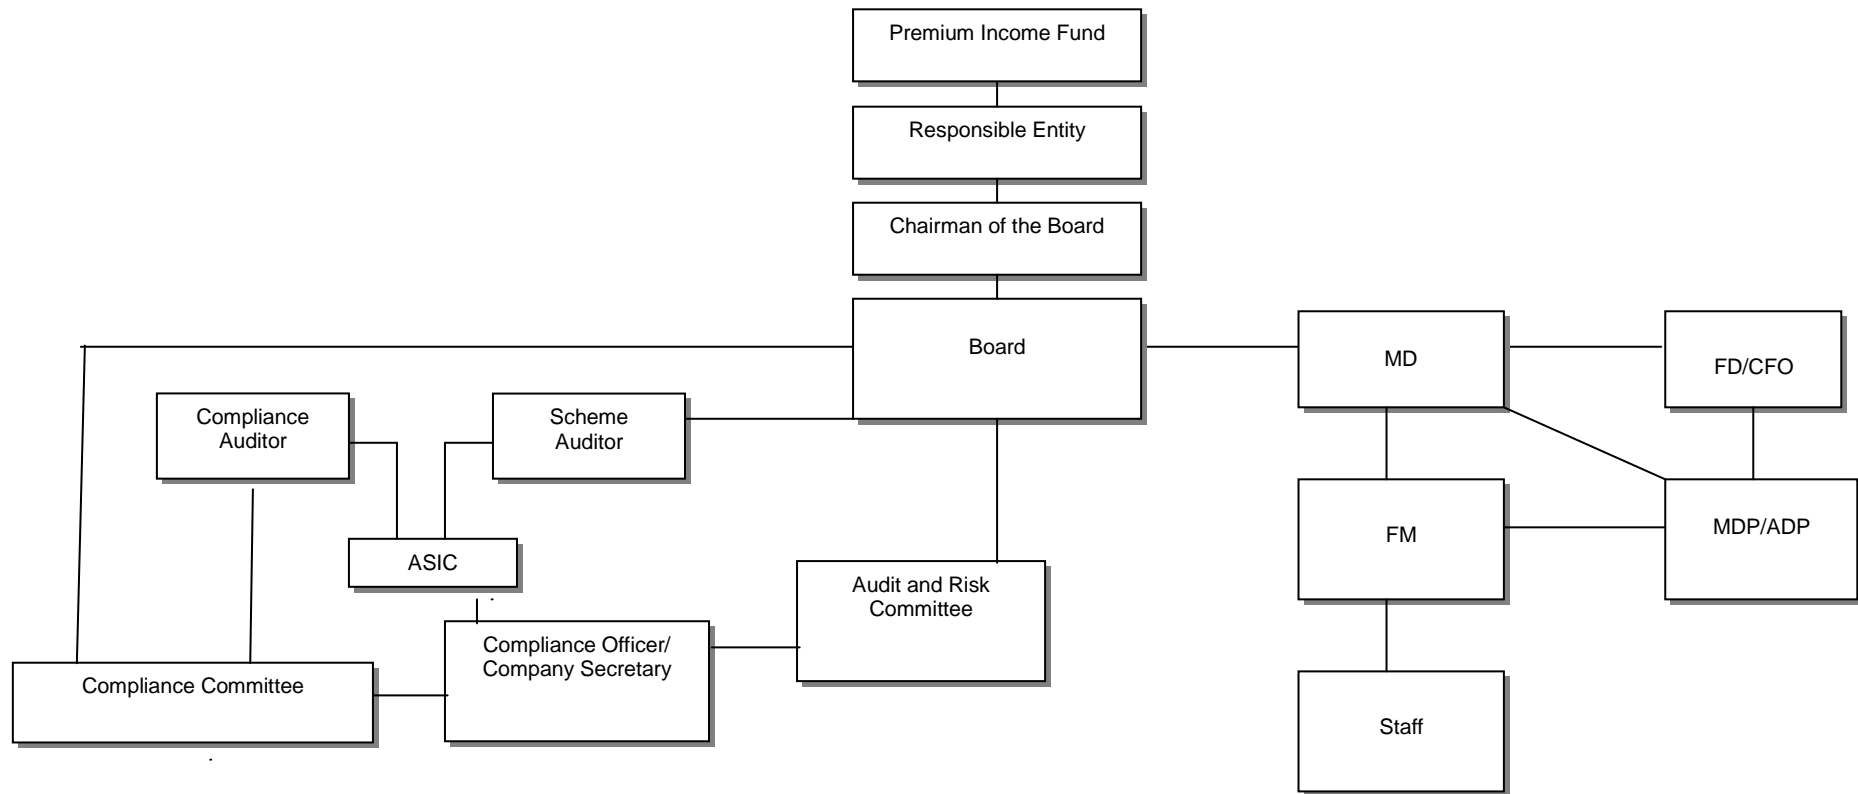 Premium Income Fund
Responsible Entity
Chairman of the Board
Board
MD
FD/CFO
Compliance
Auditor
Scheme
Auditor
FM
MDP/ADP
ASIC
Audit and Risk
Committee
Compliance Officer/
Company Secretary
Compliance Committee
Staff